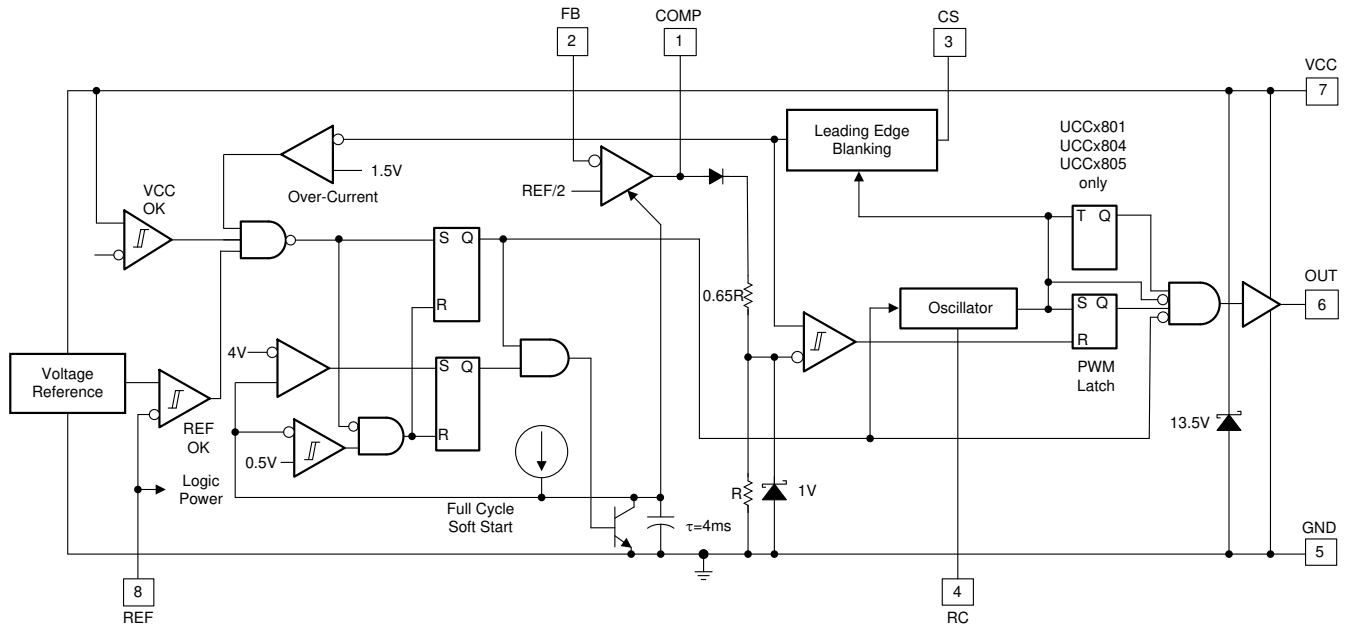 FB
COMP
CS
2
1
3
VCC
7
Leading Edge
Blanking
UCCx801
UCCx804
UCCx805
only
1.5V
Over-Current
REF/2
VCC
OK
T Q
S Q
R
0.65R
Oscillator
OUT
6
S Q
R
PWM
Latch
4V
Voltage
Reference
REF
OK
S Q
R
0.5V
13.5V
Logic
Power
Full Cycle
Soft Start
R
1V
τ=4ms
GND
5
8
REF
4
RC